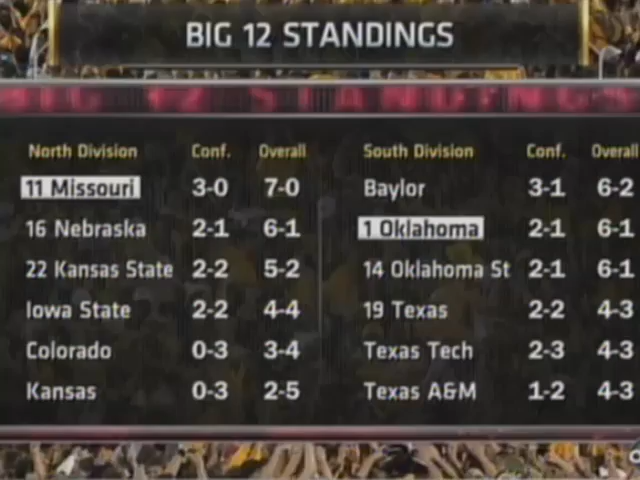 BIG 12 STANDINGS
BIG 12 STANDINGS
North Division Conf. Overall South Division Conf. Overall
11 Missouri 3-0 7-0 Baylor 3-1 6-2
16 Nebraska 2-1 6-1 1 Oklahoma 2-1 6-1
22 Kansas State 2-2 5-2 14 Oklahoma St 2-1 6-1
Iowa State 2-2 4-4 19 Texas 2-2 4-3
Colorado 0-3 3-4 Texas Tech 2-3 4-3
Kansas 0-3 2-5 Texas A&M 1-2 4-3